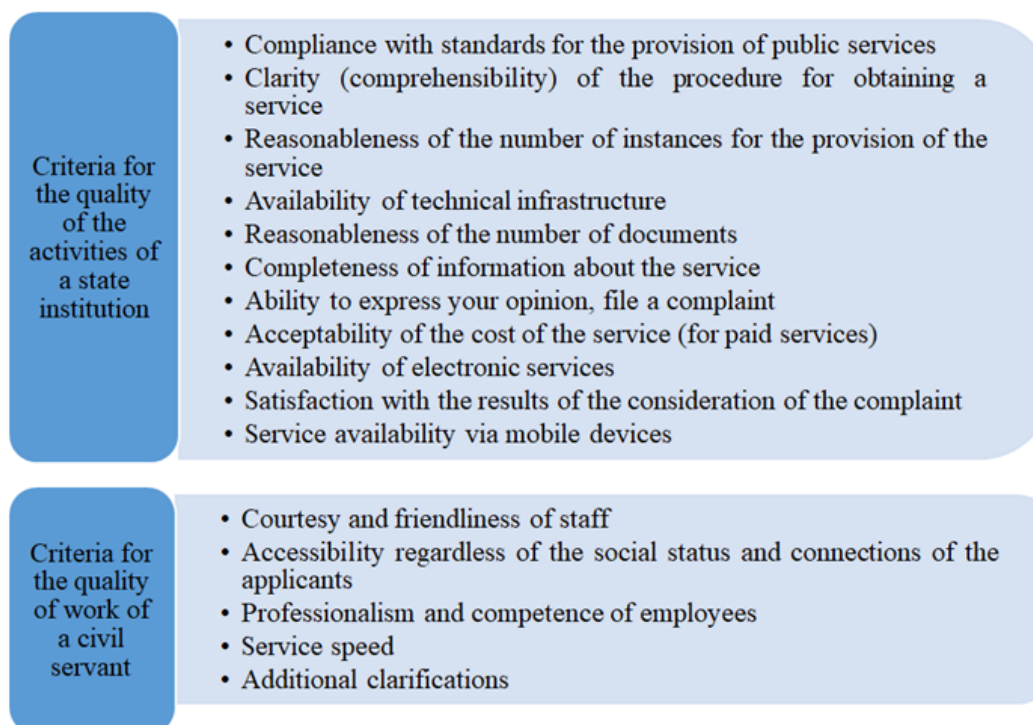 Criteria for
the quality
of the
activities of
a state
institution
• Compliance with standards for the provision of public services
• Clarity (comprehensibility) of the procedure for obtaining a
service
• Reasonableness of the number of instances for the provision of the
service
• Availability of technical infrastructure
• Reasonableness of the number of documents
• Completeness of information about the service
• Ability to express your opinion, file a complaint
• Acceptability of the cost of the service (for paid services)
• Availability of electronic services
• Satisfaction with the results of the consideration of the complaint
• Service availability via mobile devices
Criteria for
the quality
of work of
a civil
servant
• Courtesy and friendliness of staff
• Accessibility regardless of the social status and connections of the
applicants
• Professionalism and competence of employees
• Service speed
• Additional clarifications